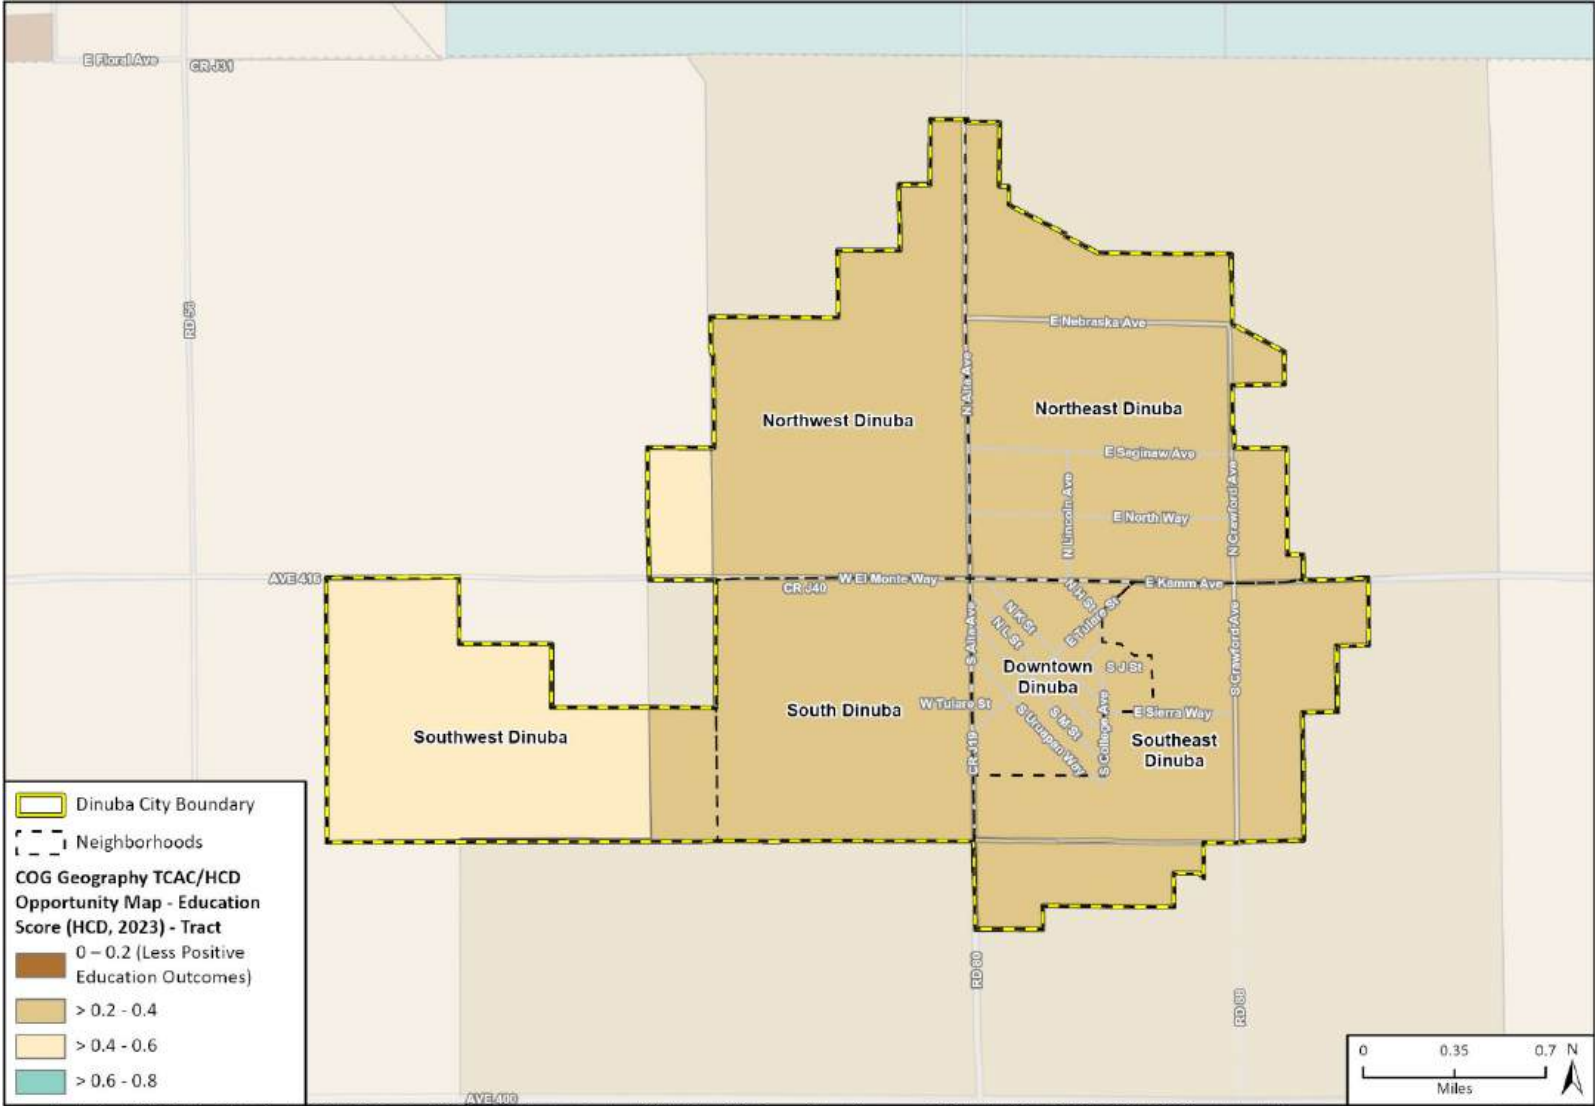 E Floral Ave
CR J31
RD 56
E Nebraska Ave
N Alta Ave
Northwest Dinuba
Northeast Dinuba
E Saginaw Ave
N Lincoln Ave
E North Way
N Crawford Ave
AVE 416
W El Monte Way
CR J40
E Kamm Ave
N H St
N K St
E Tulare St
N L St
S Alta Ave
S Crawford Ave
Downtown
Dinuba
S J St
South Dinuba
W Tulare St
S M St
S Uruapan Way
S College Ave
E Sierra Way
Southwest Dinuba
Southeast
Dinuba
CR J19
RD 80
RD 88
AVE 400
Dinuba City Boundary
Neighborhoods
COG Geography TCAC/HCD
Opportunity Map - Education
Score (HCD, 2023) - Tract
0 – 0.2 (Less Positive
Education Outcomes)
> 0.2 - 0.4
> 0.4 - 0.6
> 0.6 - 0.8
0 0.35 0.7 N
Miles